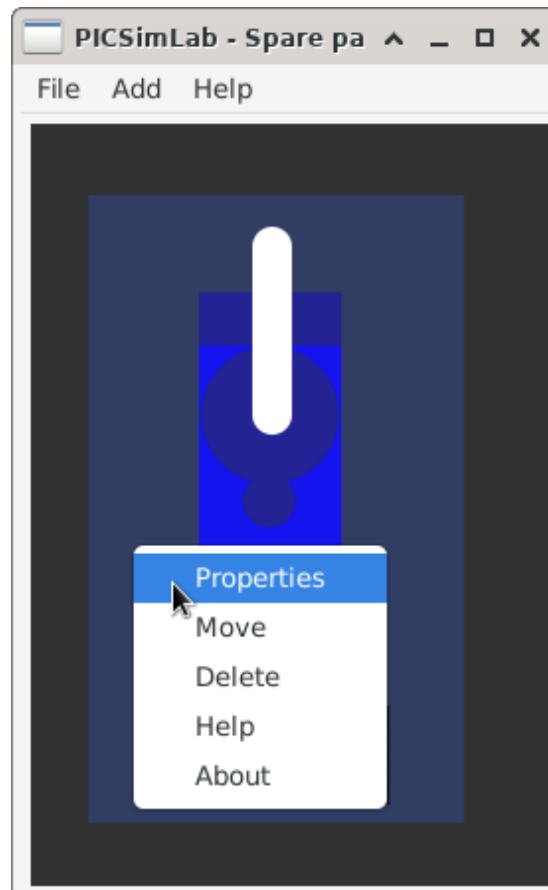 PICSimLab - Spare pa
File Add Help
Properties
Move
Delete
Help
About